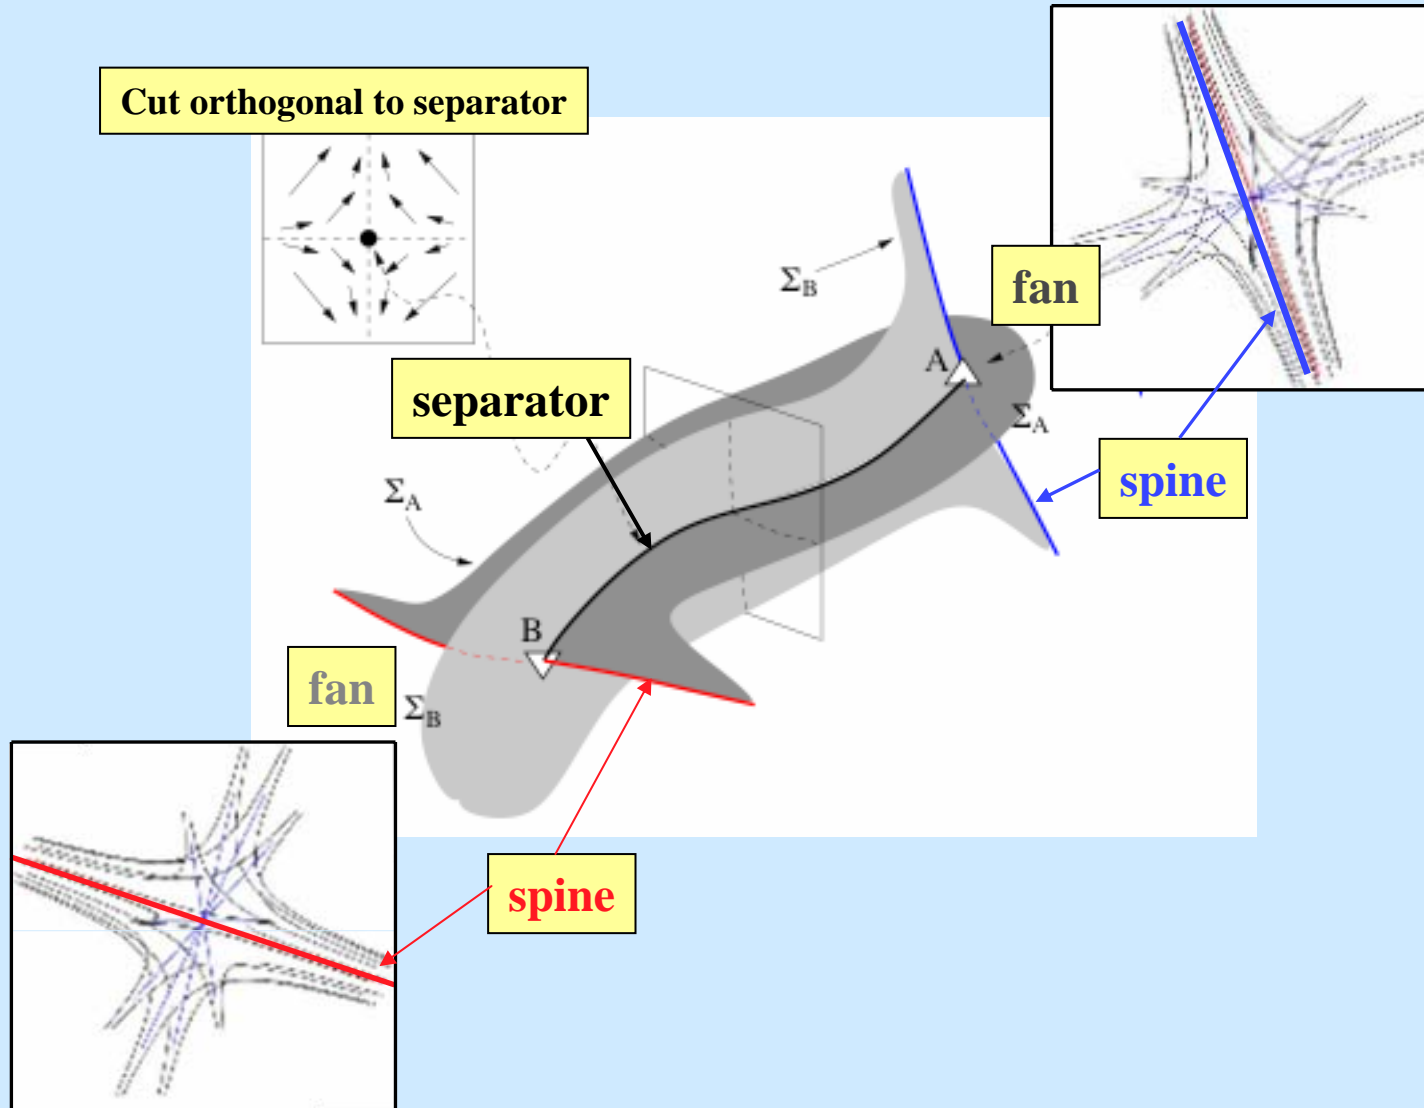 Cut orthogonal to separator
Σ_B
fan
A
separator
Σ_A
spine
Σ_A
B
fan
Σ_B
spine